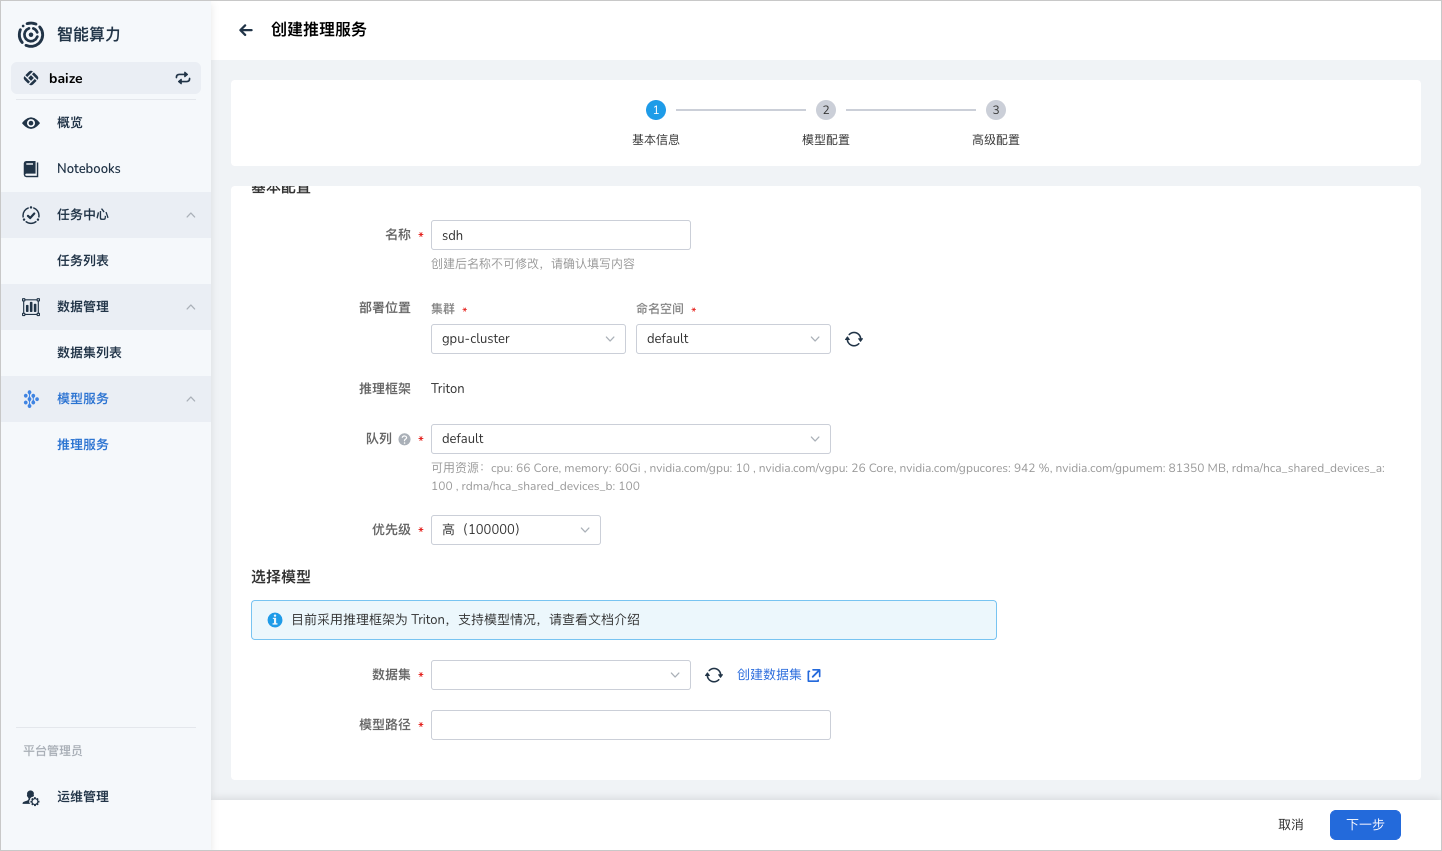 智能算力
baize
概览
Notebooks
任务中心
任务列表
数据管理
数据集列表
模型服务
推理服务
平台管理员
运维管理
创建推理服务
1
2
3
基本信息
模型配置
高级配置
基本配置
名称 *
sdh
创建后名称不可修改，请确认填写内容
部署位置
集群 *
命名空间 *
gpu-cluster
default
推理框架
Triton
队列 ? *
default
可用资源：cpu: 66 Core, memory: 60Gi , nvidia.com/gpu: 10 , nvidia.com/vgpu: 26 Core, nvidia.com/gpucores: 942 %, nvidia.com/gpumem: 81350 MB, rdma/hca_shared_devices_a:
100 , rdma/hca_shared_devices_b: 100
优先级 *
高（100000）
选择模型
目前采用推理框架为 Triton，支持模型情况，请查看文档介绍
数据集 *
创建数据集
模型路径 *
取消
下一步